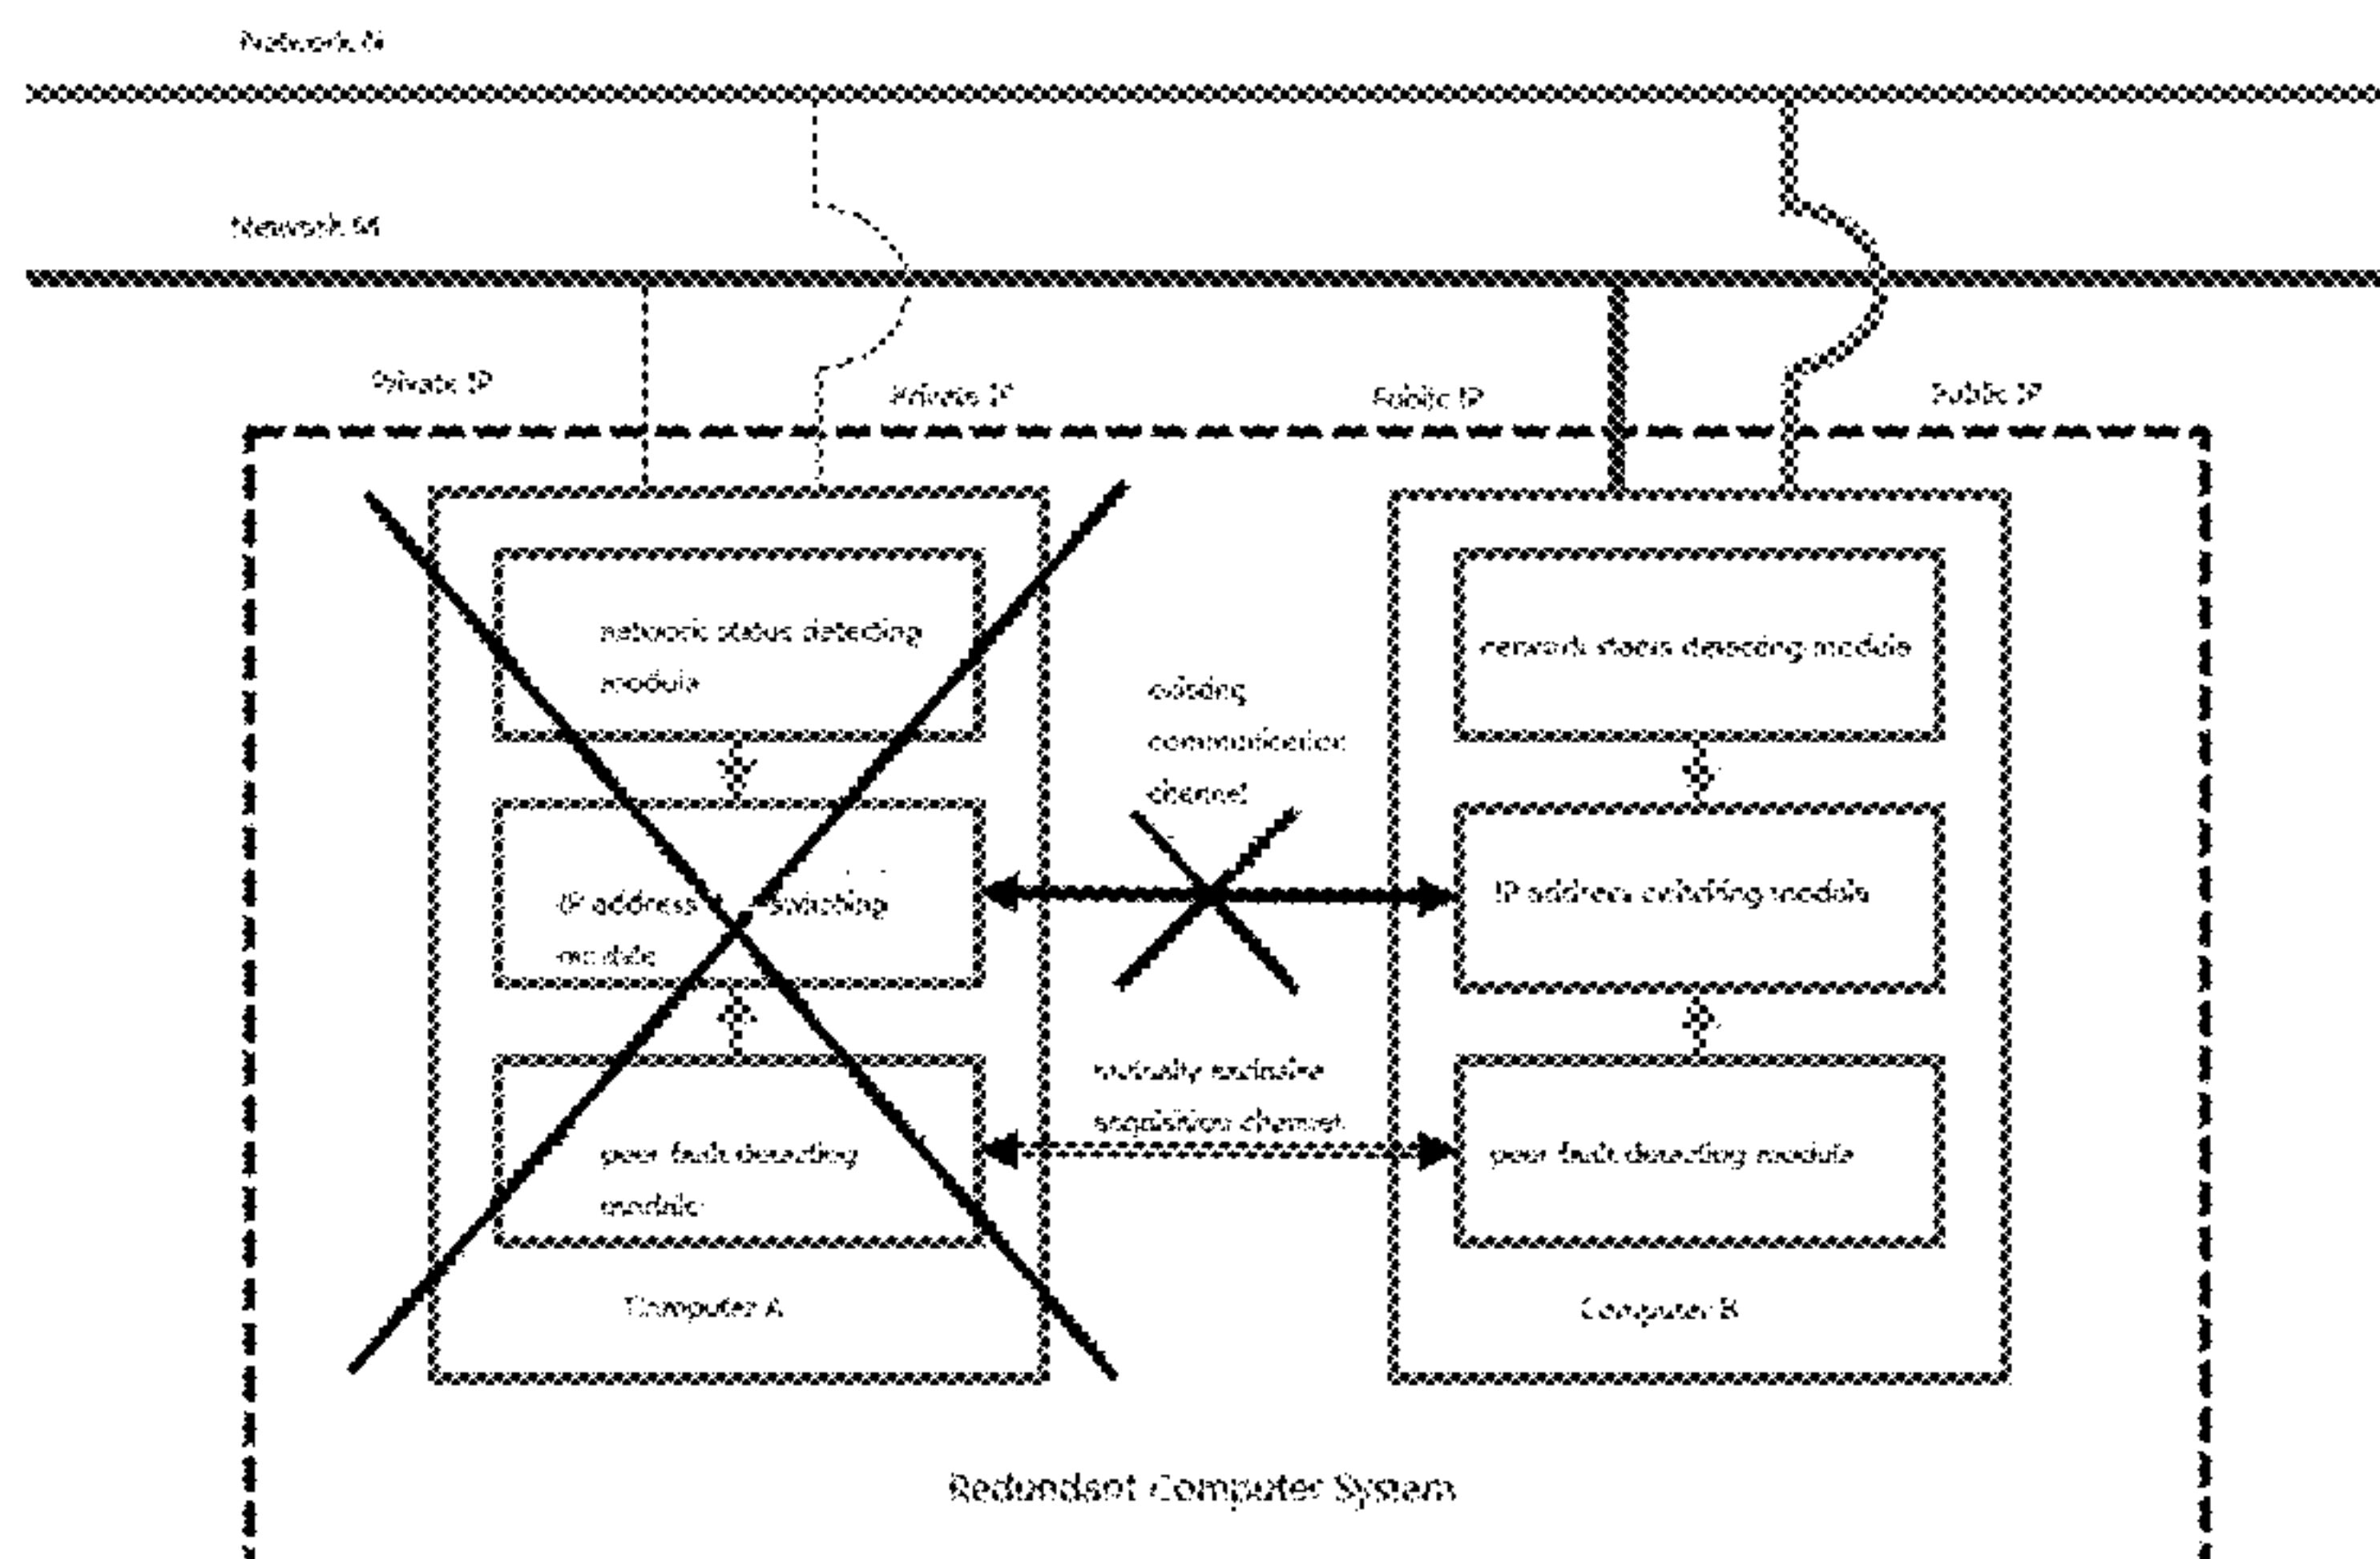 Network N
Network M
Private IP
Private IP
Public IP
Public IP
network status detecting
module
network status detecting module
existing
communication
channel
IP address switching
module
IP address switching module
mutually exclusive
acquisition channel
peer fault detecting
module
peer fault detecting module
Computer A
Computer B
Redundant Computer System